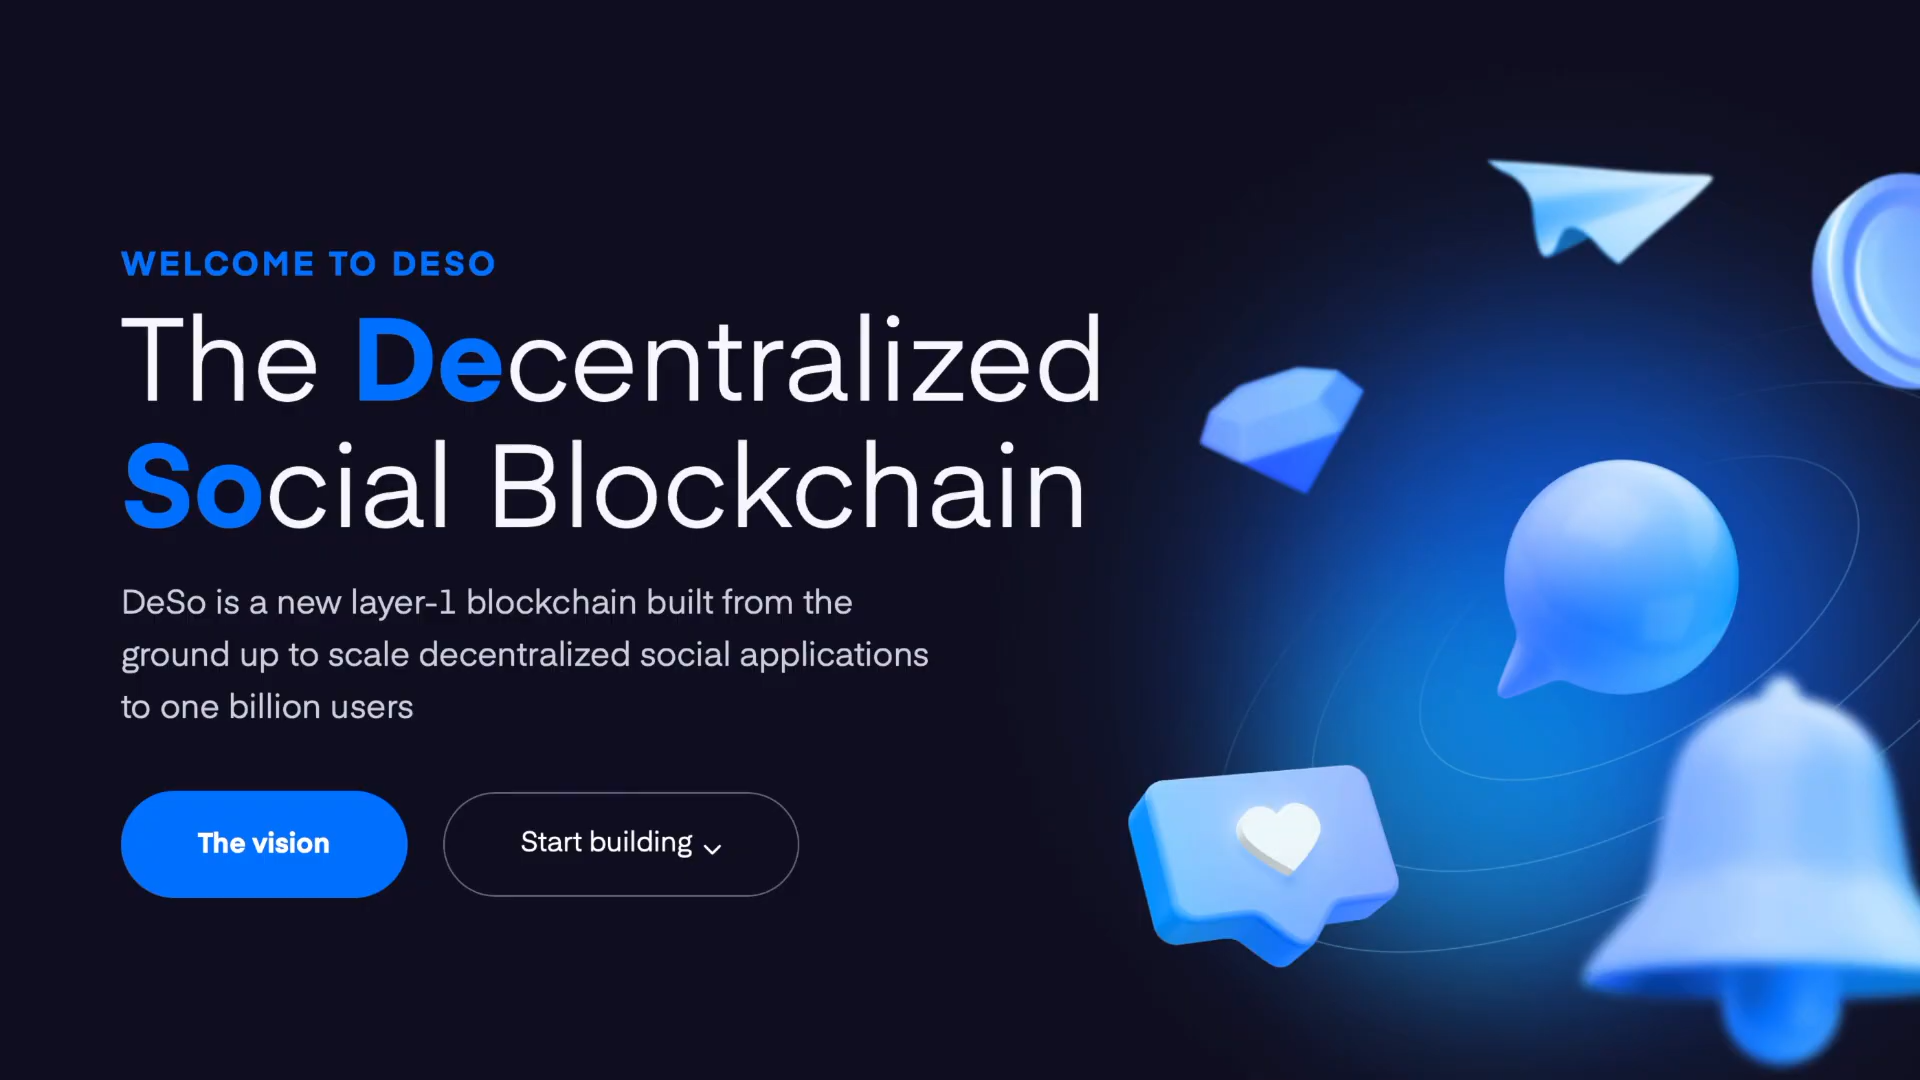 WELCOME TO DESO
The Decentralized
Social Blockchain
DeSo is a new layer-1 blockchain built from the
ground up to scale decentralized social applications
to one billion users
The vision
Start building